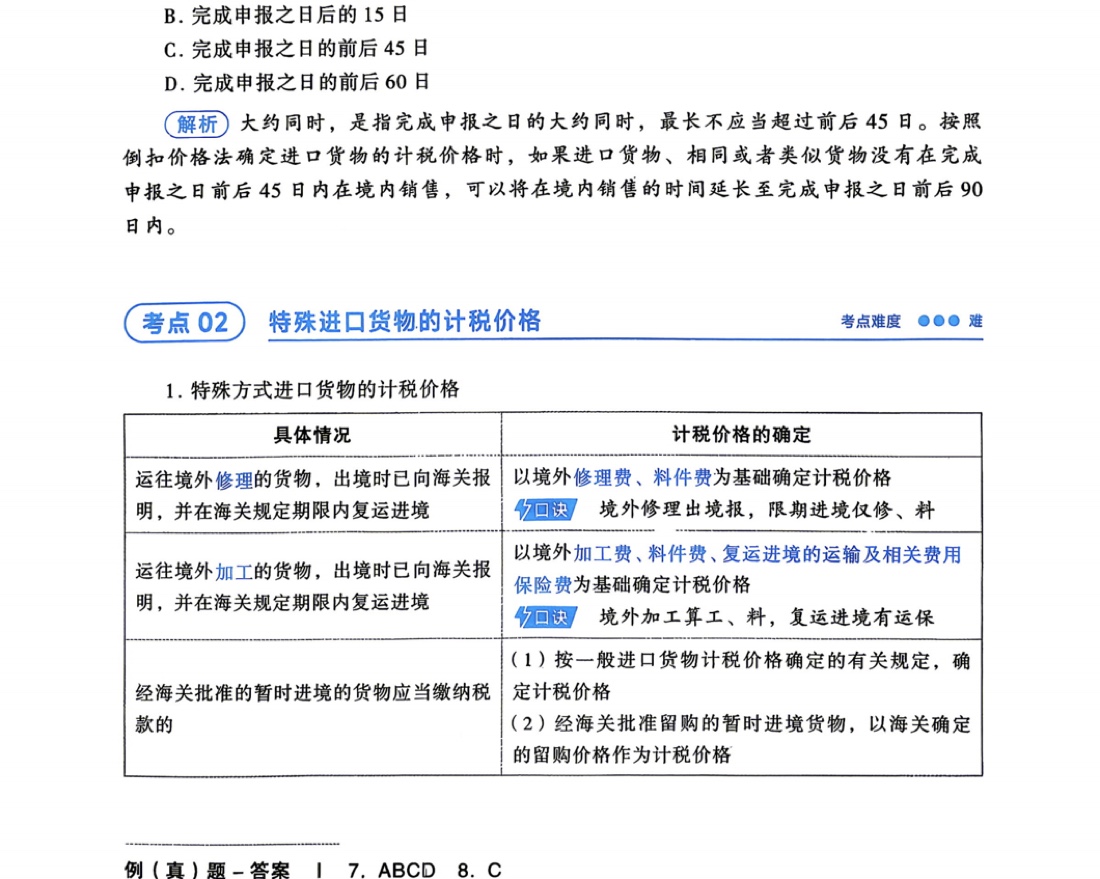 B. 完成申报之日后的 15 日
C. 完成申报之日的前后 45 日
D. 完成申报之日的前后 60 日
解析 大约同时，是指完成申报之日的大约同时，最长不应当超过前后 45 日。按照
倒扣价格法确定进口货物的计税价格时，如果进口货物、相同或者类似货物没有在完成
申报之日前后 45 日内在境内销售，可以将在境内销售的时间延长至完成申报之日前后 90
日内。
考点 02 特殊进口货物的计税价格 考点难度 ●●● 难
1. 特殊方式进口货物的计税价格
具体情况 计税价格的确定
运往境外修理的货物，出境时已向海关报
明，并在海关规定期限内复运进境
以境外修理费、料件费为基础确定计税价格
口诀 境外修理出境报，限期进境仅修、料
运往境外加工的货物，出境时已向海关报
明，并在海关规定期限内复运进境
以境外加工费、料件费、复运进境的运输及相关费用
保险费为基础确定计税价格
口诀 境外加工算工、料，复运进境有运保
经海关批准的暂时进境的货物应当缴纳税
款的
（1）按一般进口货物计税价格确定的有关规定，确
定计税价格
（2）经海关批准留购的暂时进境货物，以海关确定
的留购价格作为计税价格
例（真）题 – 答案 | 7. ABCD 8. C